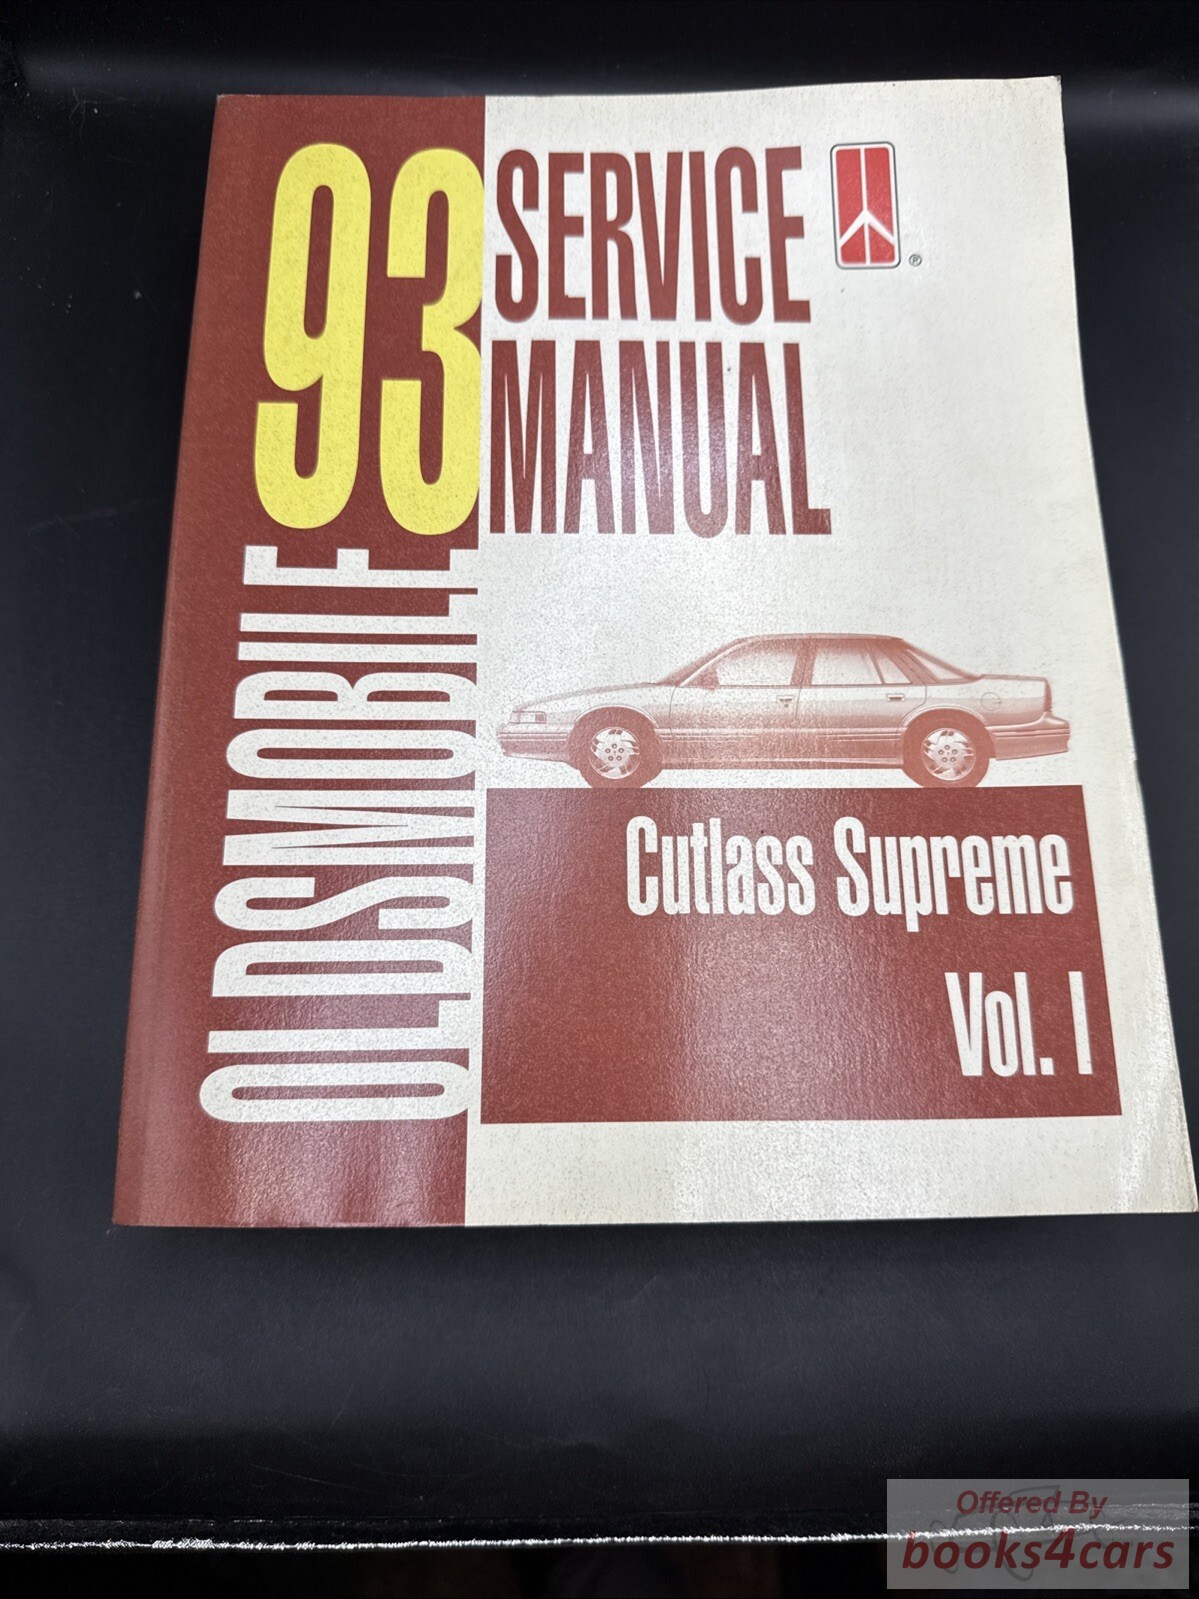 93
SERVICE
MANUAL
®
OLDSMOBILE
Cutlass Supreme
Vol. I
Offered By
books4cars